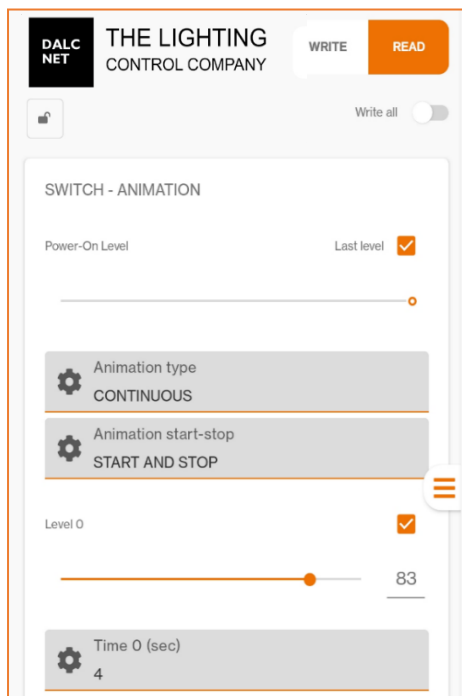 DALC
NET
THE LIGHTING
CONTROL COMPANY
WRITE
READ
Write all
SWITCH - ANIMATION
Power-On Level
Last level
Animation type
CONTINUOUS
Animation start-stop
START AND STOP
Level 0
83
Time 0 (sec)
4